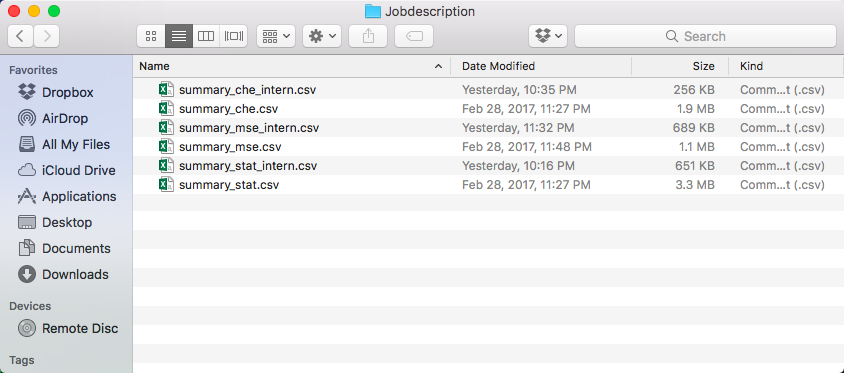 Jobdescription
Search
Favorites
Dropbox
AirDrop
All My Files
iCloud Drive
Applications
Desktop
Documents
Downloads
Devices
Remote Disc
Tags
Name Date Modified Size Kind
summary_che_intern.csv Yesterday, 10:35 PM 256 KB Comm...t (.csv)
summary_che.csv Feb 28, 2017, 11:27 PM 1.9 MB Comm...t (.csv)
summary_mse_intern.csv Yesterday, 11:32 PM 689 KB Comm...t (.csv)
summary_mse.csv Feb 28, 2017, 11:48 PM 1.1 MB Comm...t (.csv)
summary_stat_intern.csv Yesterday, 10:16 PM 651 KB Comm...t (.csv)
summary_stat.csv Feb 28, 2017, 11:27 PM 3.3 MB Comm...t (.csv)